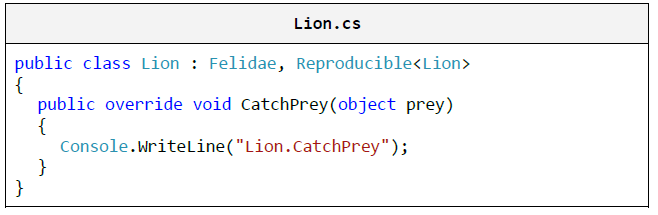 Lion.cs
public class Lion : Felidae, Reproducible<Lion>
{
public override void CatchPrey(object prey)
{
Console.WriteLine("Lion.CatchPrey");
}
}